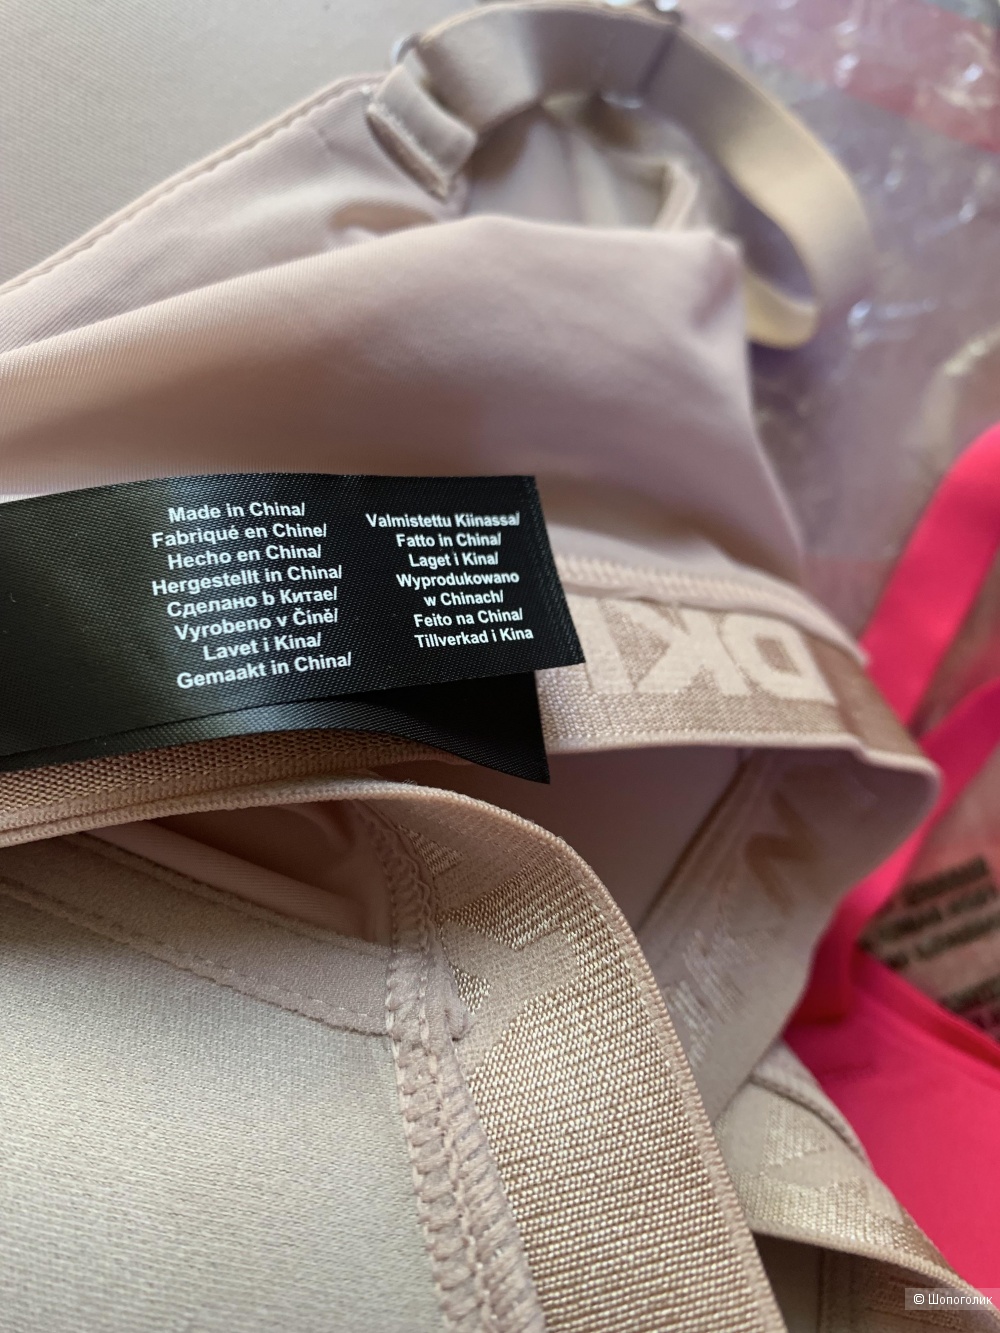 Made in China/
Fabriqué en Chine/
Hecho en China/
Hergestellt in China/
Сделано b Китае/
Vyrobeno v Číně/
Lavet i Kina/
Gemaakt in China/
Valmistettu Kiinassa/
Fatto in China/
Laget i Kina/
Wyprodukowano
w Chinach/
Feito na China/
Tillverkad i Kina
DK
© Шопоголик